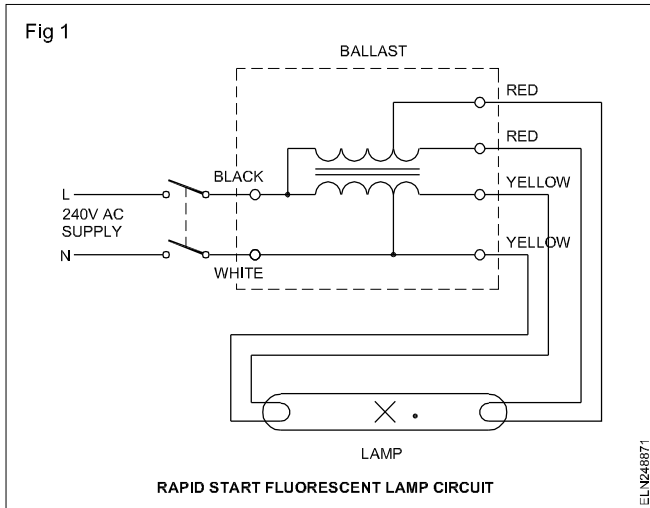 Fig 1
BALLAST
RED
RED
BLACK
YELLOW
L
240V AC
SUPPLY
YELLOW
N
WHITE
LAMP
RAPID START FLUORESCENT LAMP CIRCUIT
ELN248871